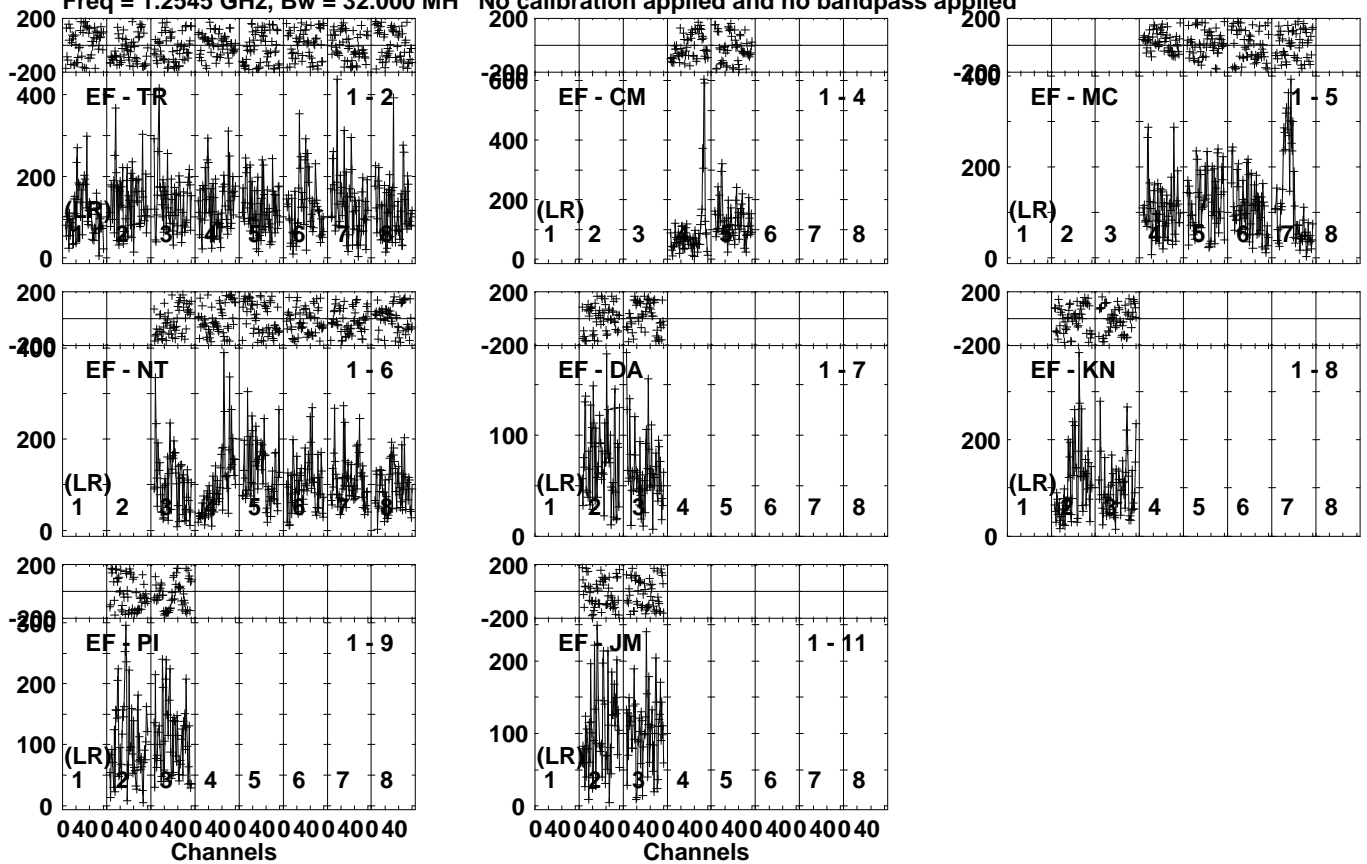 Freq = 1.2545 GHz, Bw = 32.000 MH No calibration applied and no bandpass applied
200 200 200
-200 -200 -200
400 600 400
EF - TR 1 - 2 EF - CM 1 - 4 EF - MC 1 - 5
400
200 200 200
(LR) (LR) (LR)
1 2 3 4 5 6 7 8 1 2 3 4 5 6 7 8 1 2 3 4 5 6 7 8
0 0 0
200 200 200
-200 -200 -200
400
EF - NT 1 - 6 EF - DA 1 - 7 EF - KN 1 - 8
200 100 200
(LR) (LR) (LR)
1 2 3 4 5 6 7 8 1 2 3 4 5 6 7 8 1 2 3 4 5 6 7 8
0 0 0
200 200
-200 -200
300
EF - PI 1 - 9 EF - JM 1 - 11
200 200
100 100
(LR) (LR)
1 2 3 4 5 6 7 8 1 2 3 4 5 6 7 8
0 0
0 40 0 40 0 40 0 40 0 40 0 40 0 40 0 40 0 40 0 40 0 40 0 40 0 40 0 40 0 40 0 40
Channels Channels